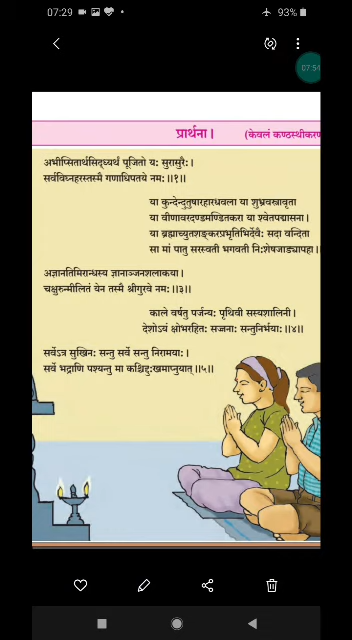 07:29
93%
07:54
प्रार्थना। (केवलं कण्ठस्थीकरण
अभीप्सितार्थसिद्ध्यर्थं पूजितो यः सुरासुरैः।
सर्वविघ्नहरस्तस्मै गणाधिपतये नमः॥१॥
या कुन्देन्दुतुषारहारधवला या शुभ्रवस्त्रावृता
या वीणावरदण्डमण्डितकरा या श्वेतपद्मासना।
या ब्रह्माच्युतशङ्करप्रभृतिभिर्देवैः सदा वन्दिता
सा मां पातु सरस्वती भगवती निःशेषजाड्यापहा।
अज्ञानतिमिरान्धस्य ज्ञानाञ्जनशलाकया।
चक्षुरुन्मीलितं येन तस्मै श्रीगुरवे नमः॥३॥
काले वर्षतु पर्जन्यः पृथिवी सस्यशालिनी।
देशोऽयं क्षोभरहितः सज्जनाः सन्तु निर्भयाः॥४॥
सर्वेऽत्र सुखिनः सन्तु सर्वे सन्तु निरामयाः।
सर्वे भद्राणि पश्यन्तु मा कश्चिद्दुःखमाप्नुयात्॥५॥